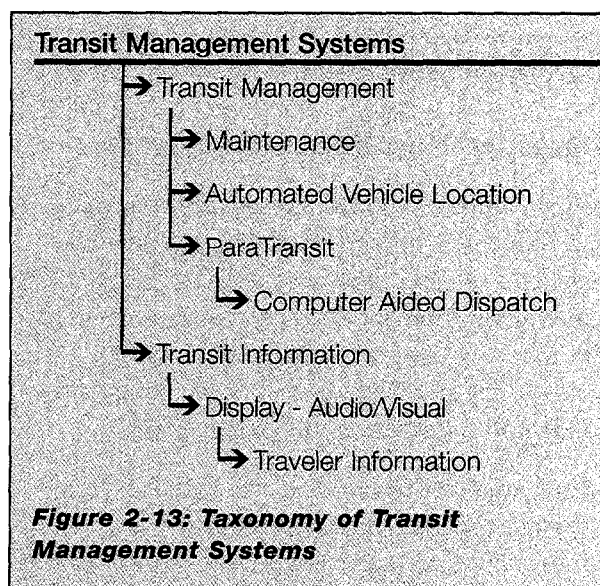 Transit Management Systems
Transit Management
Maintenance
Automated Vehicle Location
ParaTransit
Computer Aided Dispatch
Transit Information
Display - Audio/Visual
Traveler Information
Figure 2-13: Taxonomy of Transit
Management Systems